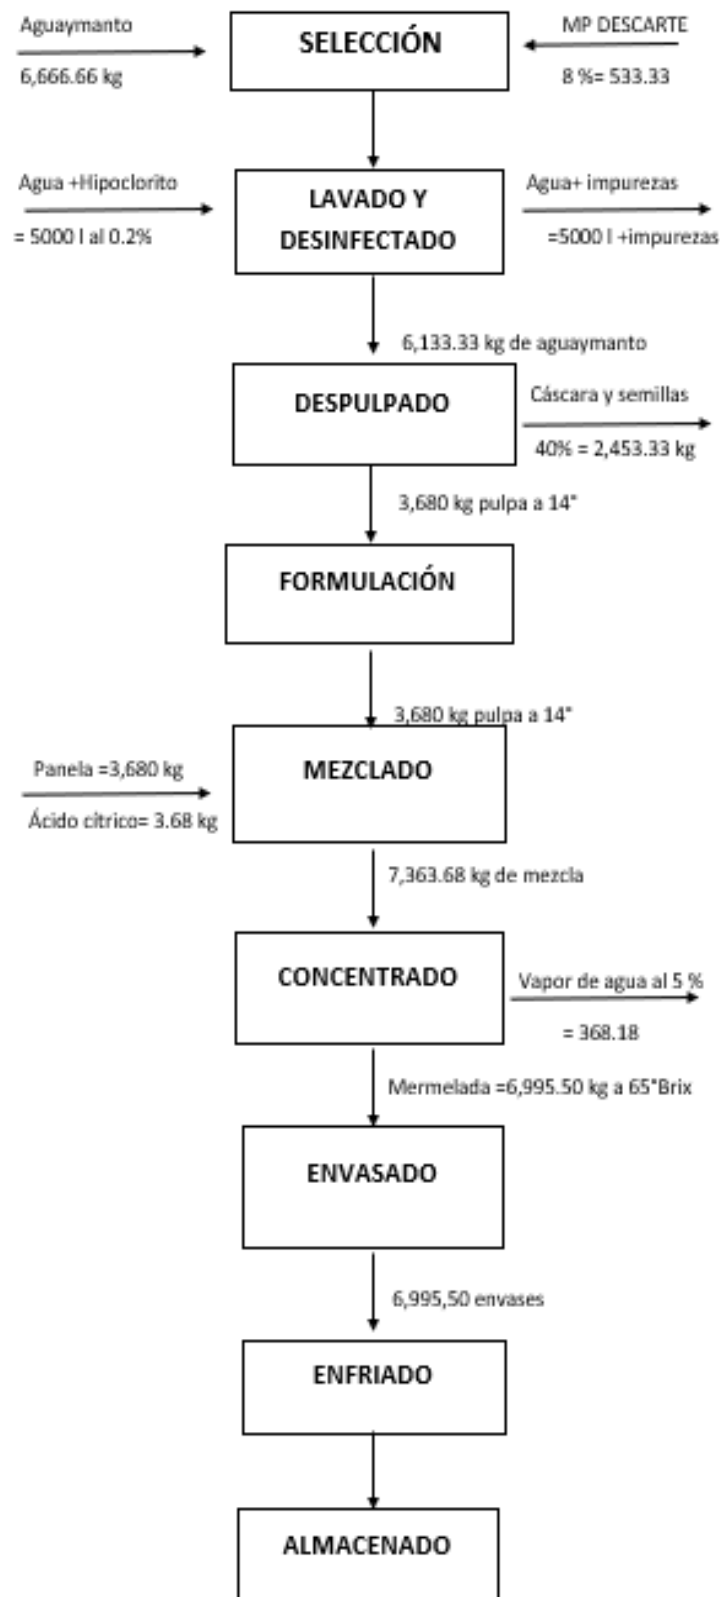 Aguaymanto
6,666.66 kg
SELECCIÓN
MP DESCARTE
8 %= 533.33
Agua +Hipoclorito
= 5000 l al 0.2%
LAVADO Y
DESINFECTADO
Agua+ impurezas
=5000 l +impurezas
6,133.33 kg de aguaymanto
DESPULPADO
Cáscara y semillas
40% = 2,453.33 kg
3,680 kg pulpa a 14°
FORMULACIÓN
3,680 kg pulpa a 14°
Panela =3,680 kg
Ácido cítrico= 3.68 kg
MEZCLADO
7,363.68 kg de mezcla
CONCENTRADO
Vapor de agua al 5 %
= 368.18
Mermelada =6,995.50 kg a 65°Brix
ENVASADO
6,995,50 envases
ENFRIADO
ALMACENADO